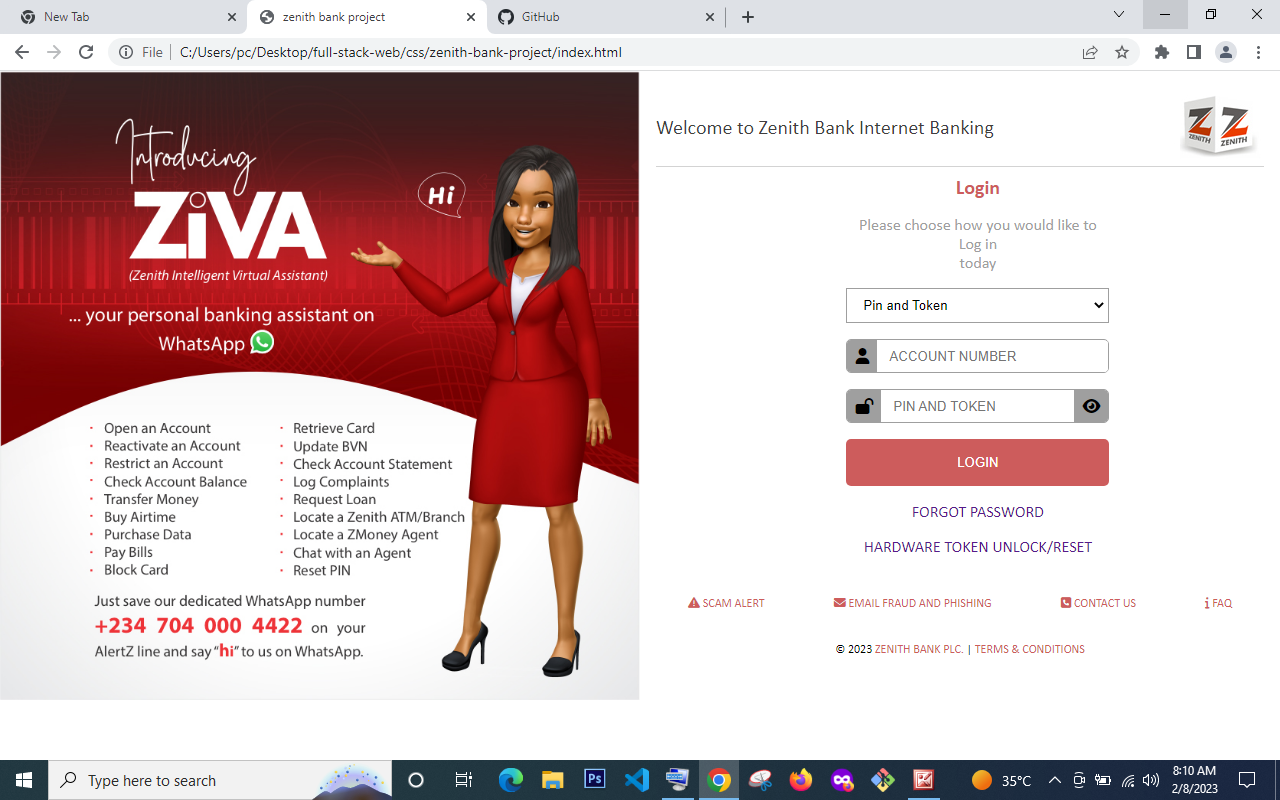 New Tab
zenith bank project
GitHub
File
C:/Users/pc/Desktop/full-stack-web/css/zenith-bank-project/index.html
Introducing
ZiVA
(Zenith Intelligent Virtual Assistant)
... your personal banking assistant on
WhatsApp
Hi
· Open an Account
· Reactivate an Account
· Restrict an Account
· Check Account Balance
· Transfer Money
· Buy Airtime
· Purchase Data
· Pay Bills
· Block Card
· Retrieve Card
· Update BVN
· Check Account Statement
· Log Complaints
· Request Loan
· Locate a Zenith ATM/Branch
· Locate a ZMoney Agent
· Chat with an Agent
· Reset PIN
Just save our dedicated WhatsApp number
+234 704 000 4422 on your
AlertZ line and say “hi” to us on WhatsApp.
Welcome to Zenith Bank Internet Banking
ZENITH
ZENITH
Login
Please choose how you would like to
Log in
today
Pin and Token
ACCOUNT NUMBER
PIN AND TOKEN
LOGIN
FORGOT PASSWORD
HARDWARE TOKEN UNLOCK/RESET
SCAM ALERT
EMAIL FRAUD AND PHISHING
CONTACT US
FAQ
© 2023 ZENITH BANK PLC. | TERMS & CONDITIONS
Type here to search
Ps
35°C
8:10 AM
2/8/2023